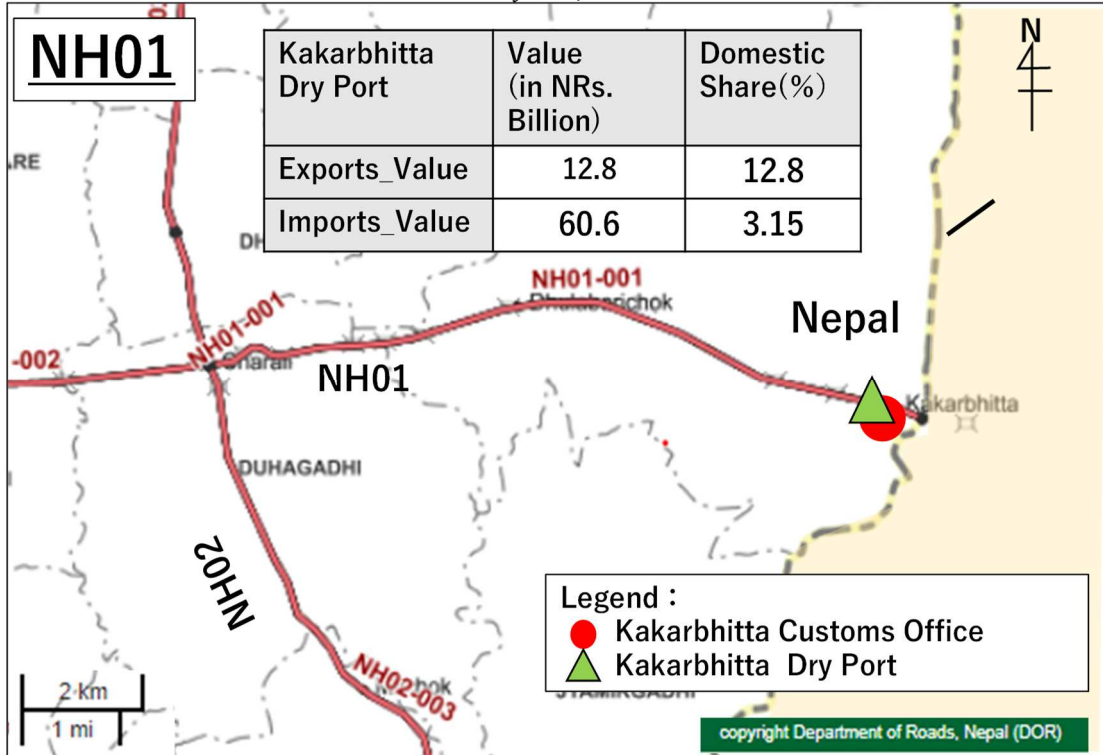 NH01
Kakarbhitta Dry Port
Value (in NRs. Billion)
Domestic Share(%)
Exports_Value
12.8
12.8
Imports_Value
60.6
3.15
N
NH01-001
Nepal
NH01-001
-002
Charali
NH01
Kakarbhitta
DUHAGADHI
NH02
NH02-003
Legend :
Kakarbhitta Customs Office
Kakarbhitta Dry Port
2 km
1 mi
copyright Department of Roads, Nepal (DOR)